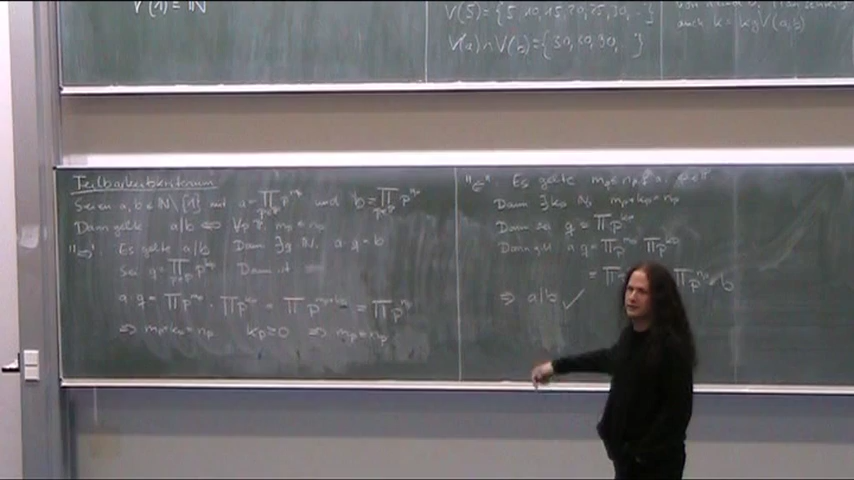 V(1) = ℕ
V(5) = {5, 10, 15, 20, 25, 30, ...}
V(a) ∩ V(b) = {30, 60, 90, }
auch k = kgV(a,b)
Teilbarkeitskriterium
Seien a, b ∈ ℕ\{1} mit a = ∏ p^{m_p} und b = ∏ p^{n_p}
Dann gilt a|b ⇔ ∀p m_p ≤ n_p
"⇒": Es gelte a|b Dann ∃q ∈ ℕ: a·q = b
Sei q = ∏ p^{k_p} Dann ist
a·q = ∏ p^{m_p} · ∏ p^{k_p} = ∏ p^{m_p+k_p} = ∏ p^{n_p}
⇒ m_p + k_p = n_p k_p ≥ 0 ⇒ m_p ≤ n_p
"⇐": Es gelte m_p ≤ n_p
Dann ∃ k_p m_p + k_p = n_p
Dann sei q = ∏ p^{k_p}
Dann gilt a·q = ∏ p^{m_p} ∏ p^{k_p}
= ∏ ∏ p^{n_p} = b
⇒ a|b ✓